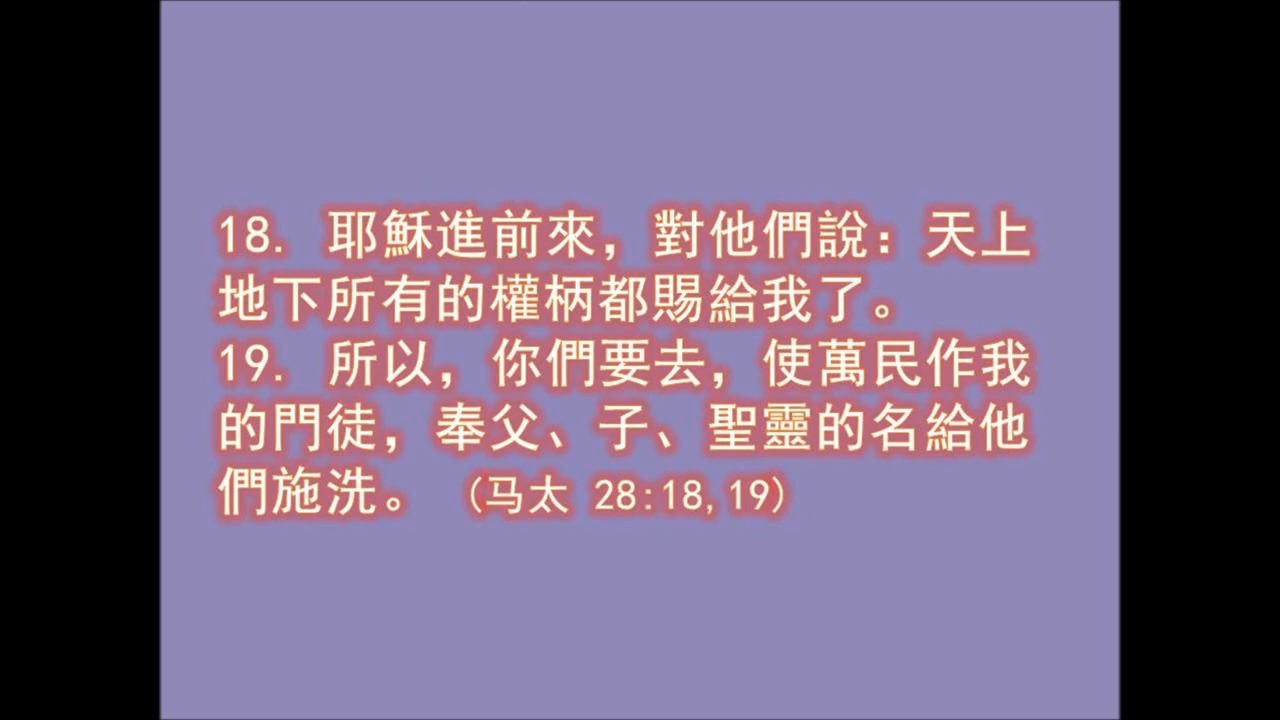 18. 耶穌進前來，對他們說：天上
地下所有的權柄都賜給我了。
19. 所以，你們要去，使萬民作我
的門徒，奉父、子、聖靈的名給他
們施洗。 (马太 28:18,19)